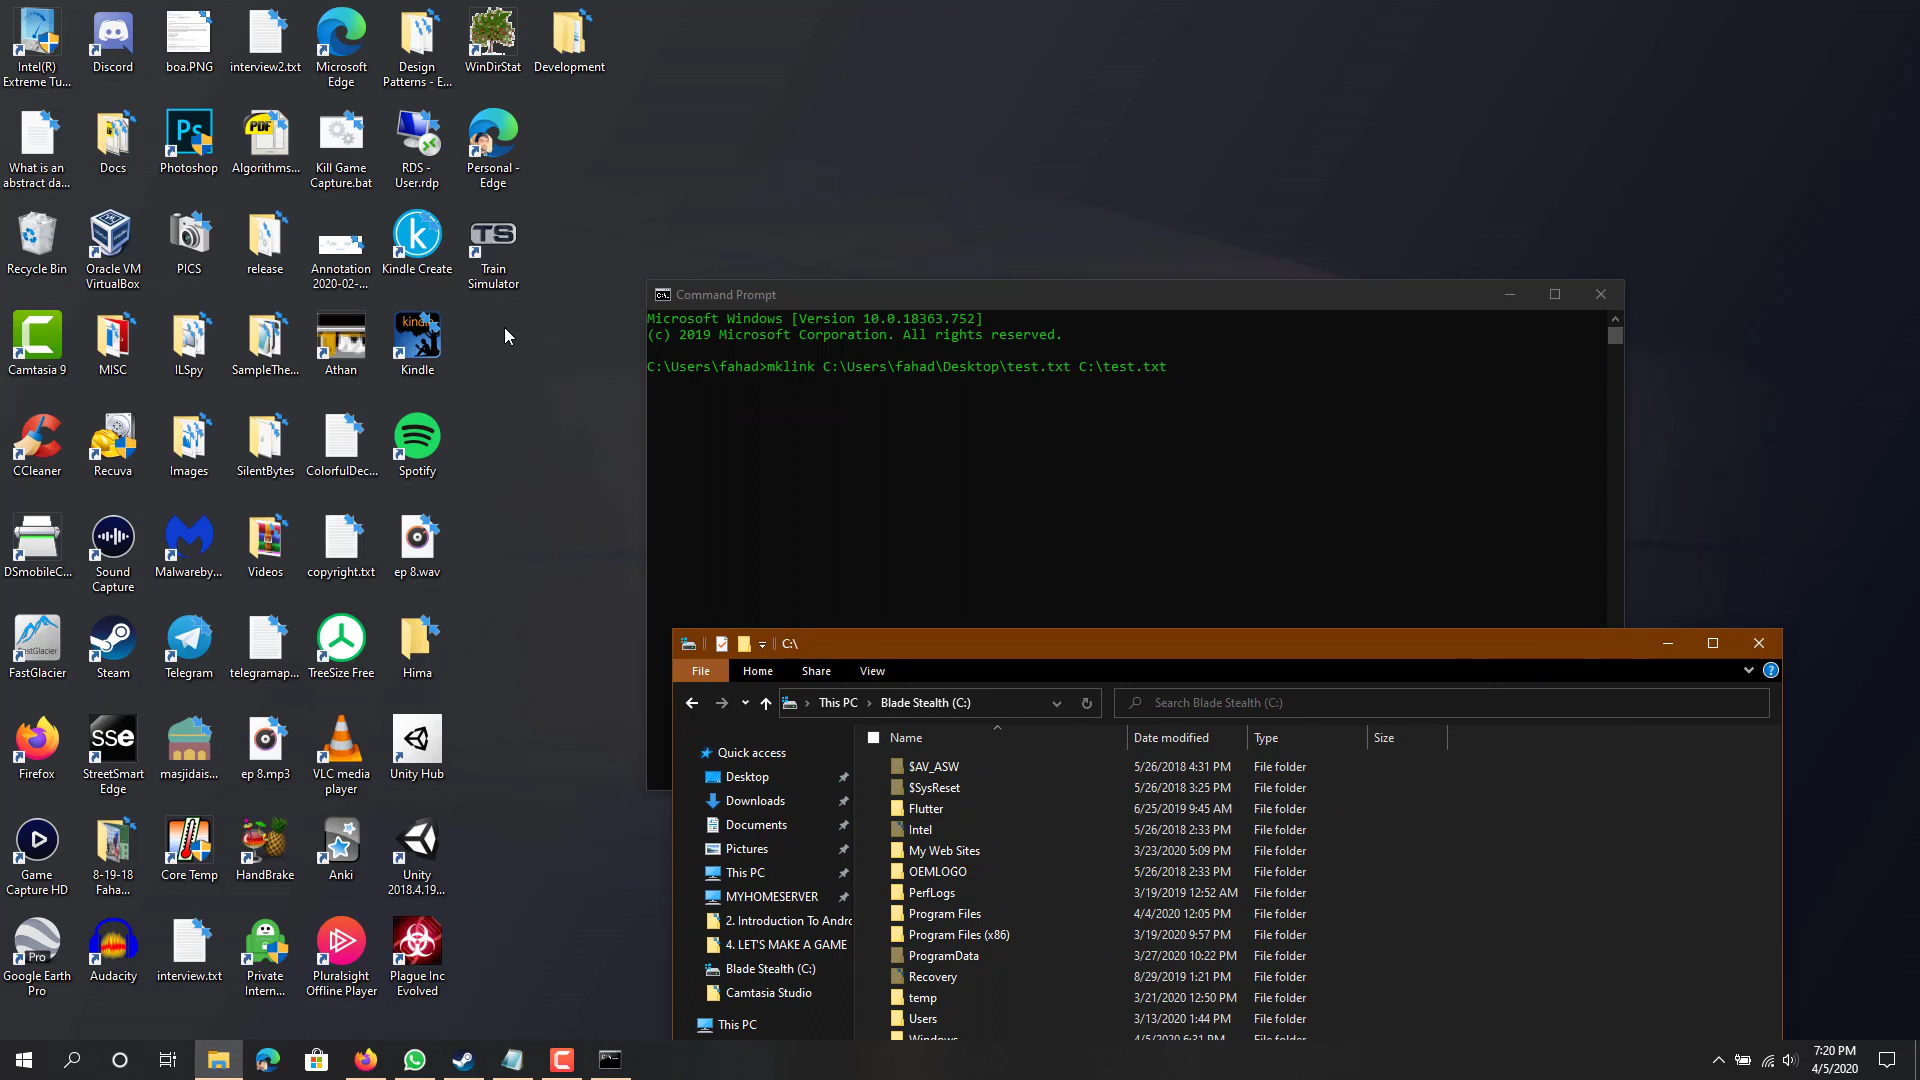 Intel(R)
Extreme Tu...
Discord
boa.PNG
interview2.txt
Microsoft
Edge
Design
Patterns - E...
WinDirStat
Development
What is an
abstract da...
Docs
Ps
Photoshop
PDF
Algorithms...
Kill Game
Capture.bat
RDS -
User.rdp
Personal -
Edge
Recycle Bin
Oracle VM
VirtualBox
PICS
release
Annotation
2020-02-...
k
Kindle Create
TS
Train
Simulator
C
Camtasia 9
MISC
ILSpy
SampleThe...
Athan
Kindle
CCleaner
Recuva
Images
SilentBytes
ColorfulDec...
Spotify
DSmobileC...
Sound
Capture
Malwareby...
Videos
copyright.txt
ep 8.wav
FastGlacier
FastGlacier
Steam
Telegram
telegramap...
TreeSize Free
Hima
Firefox
sse
StreetSmart
Edge
masjidais...
ep 8.mp3
VLC media
player
Unity Hub
Game
Capture HD
8-19-18
Faha...
Core Temp
HandBrake
Anki
Unity
2018.4.19...
Pro
Google Earth
Pro
Audacity
interview.txt
Private
Intern...
Pluralsight
Offline Player
Plague Inc
Evolved
Command Prompt
Microsoft Windows [Version 10.0.18363.752]
(c) 2019 Microsoft Corporation. All rights reserved.
C:\Users\fahad>mklink C:\Users\fahad\Desktop\test.txt C:\test.txt
C:\
File Home Share View
This PC > Blade Stealth (C:)
Search Blade Stealth (C:)
Quick access
Desktop
Downloads
Documents
Pictures
This PC
MYHOMESERVER
2. Introduction To Andro
4. LET'S MAKE A GAME
Blade Stealth (C:)
Camtasia Studio
This PC
Name Date modified Type Size
$AV_ASW 5/26/2018 4:31 PM File folder
$SysReset 5/26/2018 3:25 PM File folder
Flutter 6/25/2019 9:45 AM File folder
Intel 5/26/2018 2:33 PM File folder
My Web Sites 3/23/2020 5:09 PM File folder
OEMLOGO 5/26/2018 2:33 PM File folder
PerfLogs 3/19/2019 12:52 AM File folder
Program Files 4/4/2020 12:05 PM File folder
Program Files (x86) 3/19/2020 9:57 PM File folder
ProgramData 3/27/2020 10:22 PM File folder
Recovery 8/29/2019 1:21 PM File folder
temp 3/21/2020 12:50 PM File folder
Users 3/13/2020 1:44 PM File folder
Windows 4/5/2020 6:31 PM File folder
7:20 PM
4/5/2020